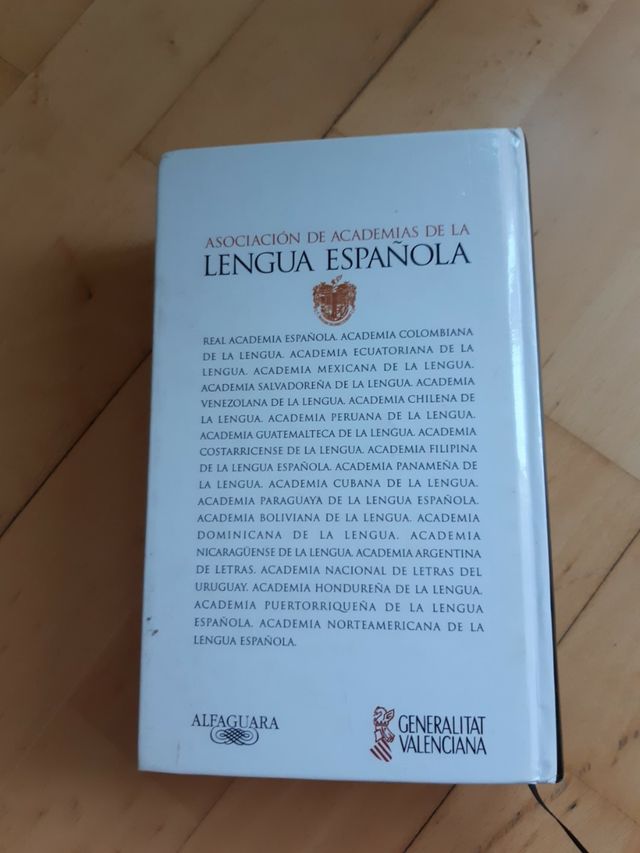 ASOCIACIÓN DE ACADEMIAS DE LA
LENGUA ESPAÑOLA
REAL ACADEMIA ESPAÑOLA. ACADEMIA COLOMBIANA
DE LA LENGUA. ACADEMIA ECUATORIANA DE LA
LENGUA. ACADEMIA MEXICANA DE LA LENGUA.
ACADEMIA SALVADOREÑA DE LA LENGUA. ACADEMIA
VENEZOLANA DE LA LENGUA. ACADEMIA CHILENA DE
LA LENGUA. ACADEMIA PERUANA DE LA LENGUA.
ACADEMIA GUATEMALTECA DE LA LENGUA. ACADEMIA
COSTARRICENSE DE LA LENGUA. ACADEMIA FILIPINA
DE LA LENGUA ESPAÑOLA. ACADEMIA PANAMEÑA DE
LA LENGUA. ACADEMIA CUBANA DE LA LENGUA.
ACADEMIA PARAGUAYA DE LA LENGUA ESPAÑOLA.
ACADEMIA BOLIVIANA DE LA LENGUA. ACADEMIA
DOMINICANA DE LA LENGUA. ACADEMIA
NICARAGÜENSE DE LA LENGUA. ACADEMIA ARGENTINA
DE LETRAS. ACADEMIA NACIONAL DE LETRAS DEL
URUGUAY. ACADEMIA HONDUREÑA DE LA LENGUA.
ACADEMIA PUERTORRIQUEÑA DE LA LENGUA
ESPAÑOLA. ACADEMIA NORTEAMERICANA DE LA
LENGUA ESPAÑOLA.
ALFAGUARA
GENERALITAT
VALENCIANA